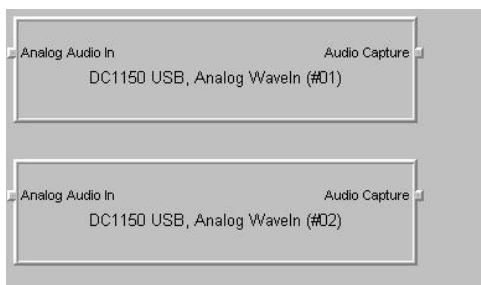 Analog Audio In Audio Capture
DC1150 USB, Analog WaveIn (#01)
Analog Audio In Audio Capture
DC1150 USB, Analog WaveIn (#02)